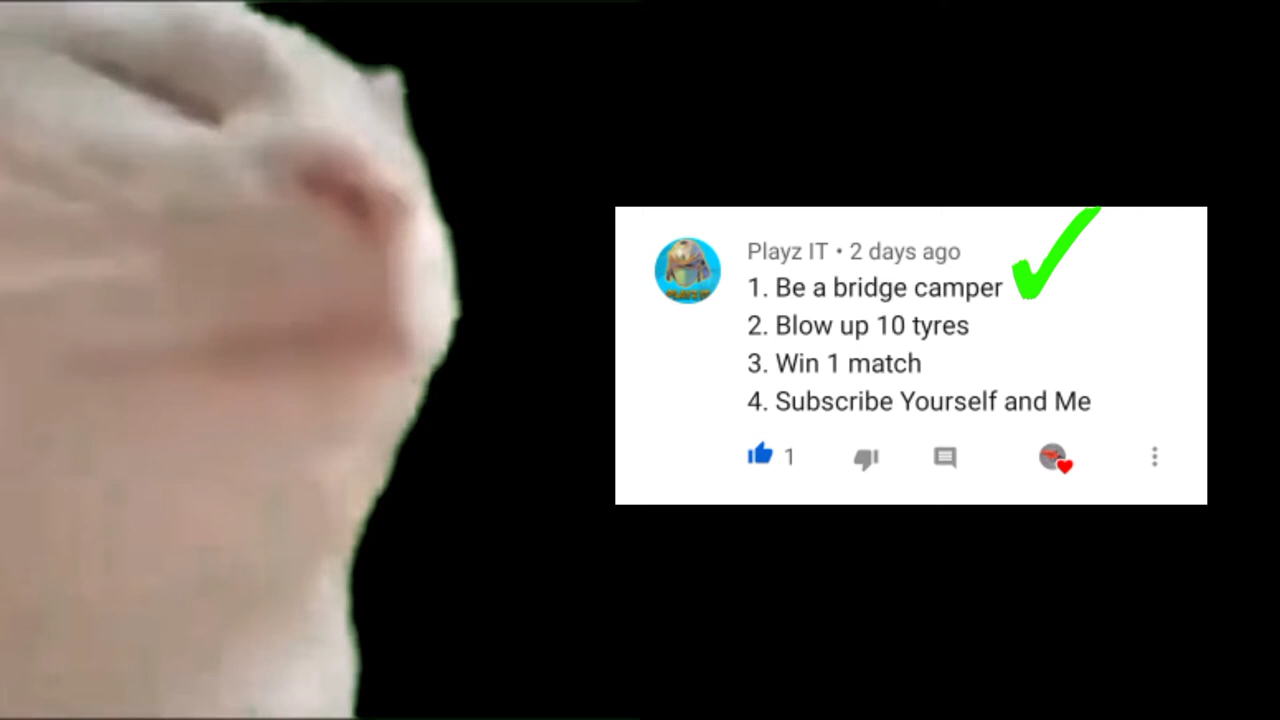 Playz IT • 2 days ago
1. Be a bridge camper
2. Blow up 10 tyres
3. Win 1 match
4. Subscribe Yourself and Me
1